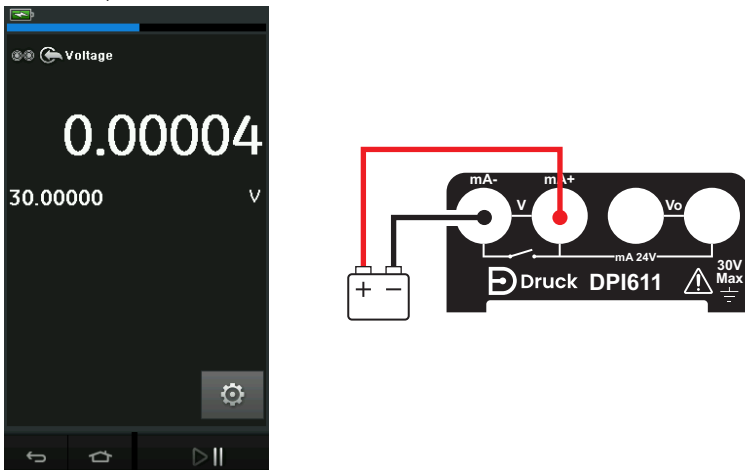 Voltage
0.00004
30.00000 V
mA- mA+
V Vo
mA 24V
30V
Max
Druck DPI611
+ −